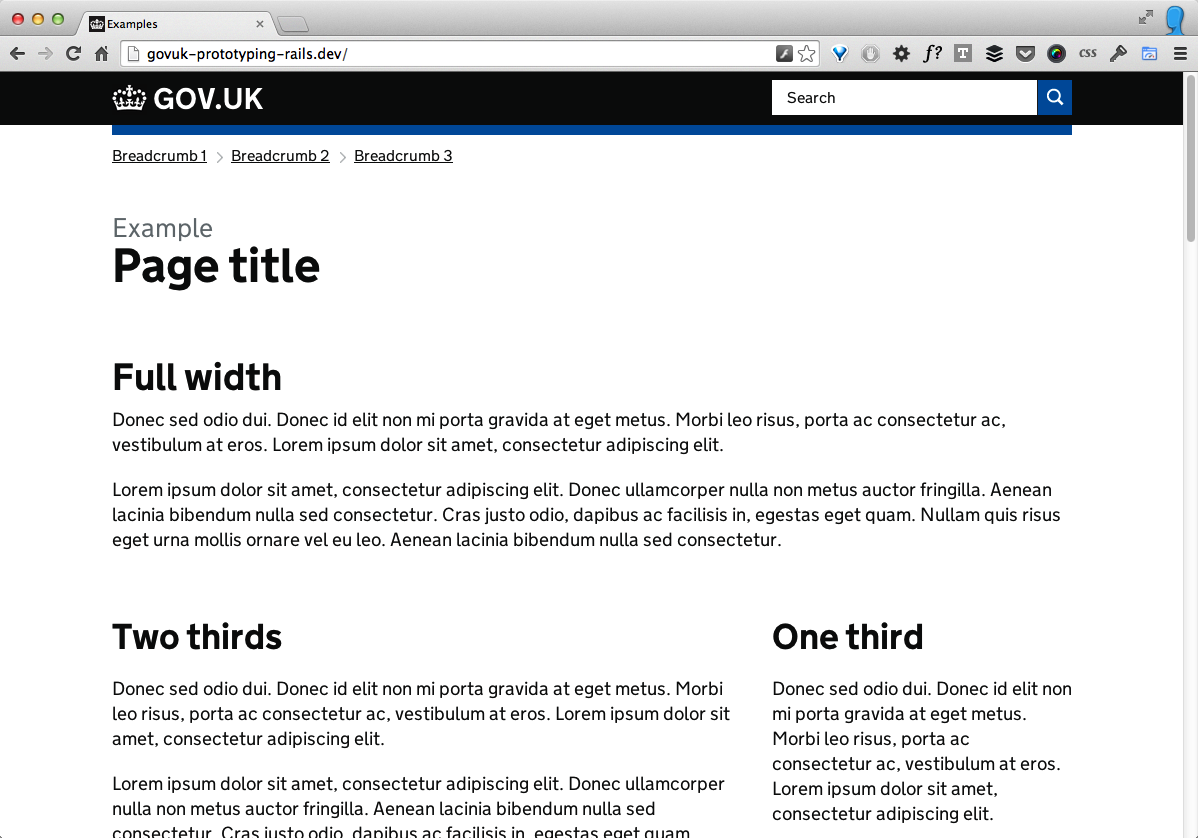 Examples
govuk-prototyping-rails.dev/
f?
T
CSS
GOV.UK
Search
Breadcrumb 1 Breadcrumb 2 Breadcrumb 3
Example
Page title
Full width
Donec sed odio dui. Donec id elit non mi porta gravida at eget metus. Morbi leo risus, porta ac consectetur ac,
vestibulum at eros. Lorem ipsum dolor sit amet, consectetur adipiscing elit.
Lorem ipsum dolor sit amet, consectetur adipiscing elit. Donec ullamcorper nulla non metus auctor fringilla. Aenean
lacinia bibendum nulla sed consectetur. Cras justo odio, dapibus ac facilisis in, egestas eget quam. Nullam quis risus
eget urna mollis ornare vel eu leo. Aenean lacinia bibendum nulla sed consectetur.
Two thirds
Donec sed odio dui. Donec id elit non mi porta gravida at eget metus. Morbi
leo risus, porta ac consectetur ac, vestibulum at eros. Lorem ipsum dolor sit
amet, consectetur adipiscing elit.
Lorem ipsum dolor sit amet, consectetur adipiscing elit. Donec ullamcorper
nulla non metus auctor fringilla. Aenean lacinia bibendum nulla sed
consectetur. Cras justo odio, dapibus ac facilisis in, egestas eget quam.
One third
Donec sed odio dui. Donec id elit non
mi porta gravida at eget metus.
Morbi leo risus, porta ac
consectetur ac, vestibulum at eros.
Lorem ipsum dolor sit amet,
consectetur adipiscing elit.